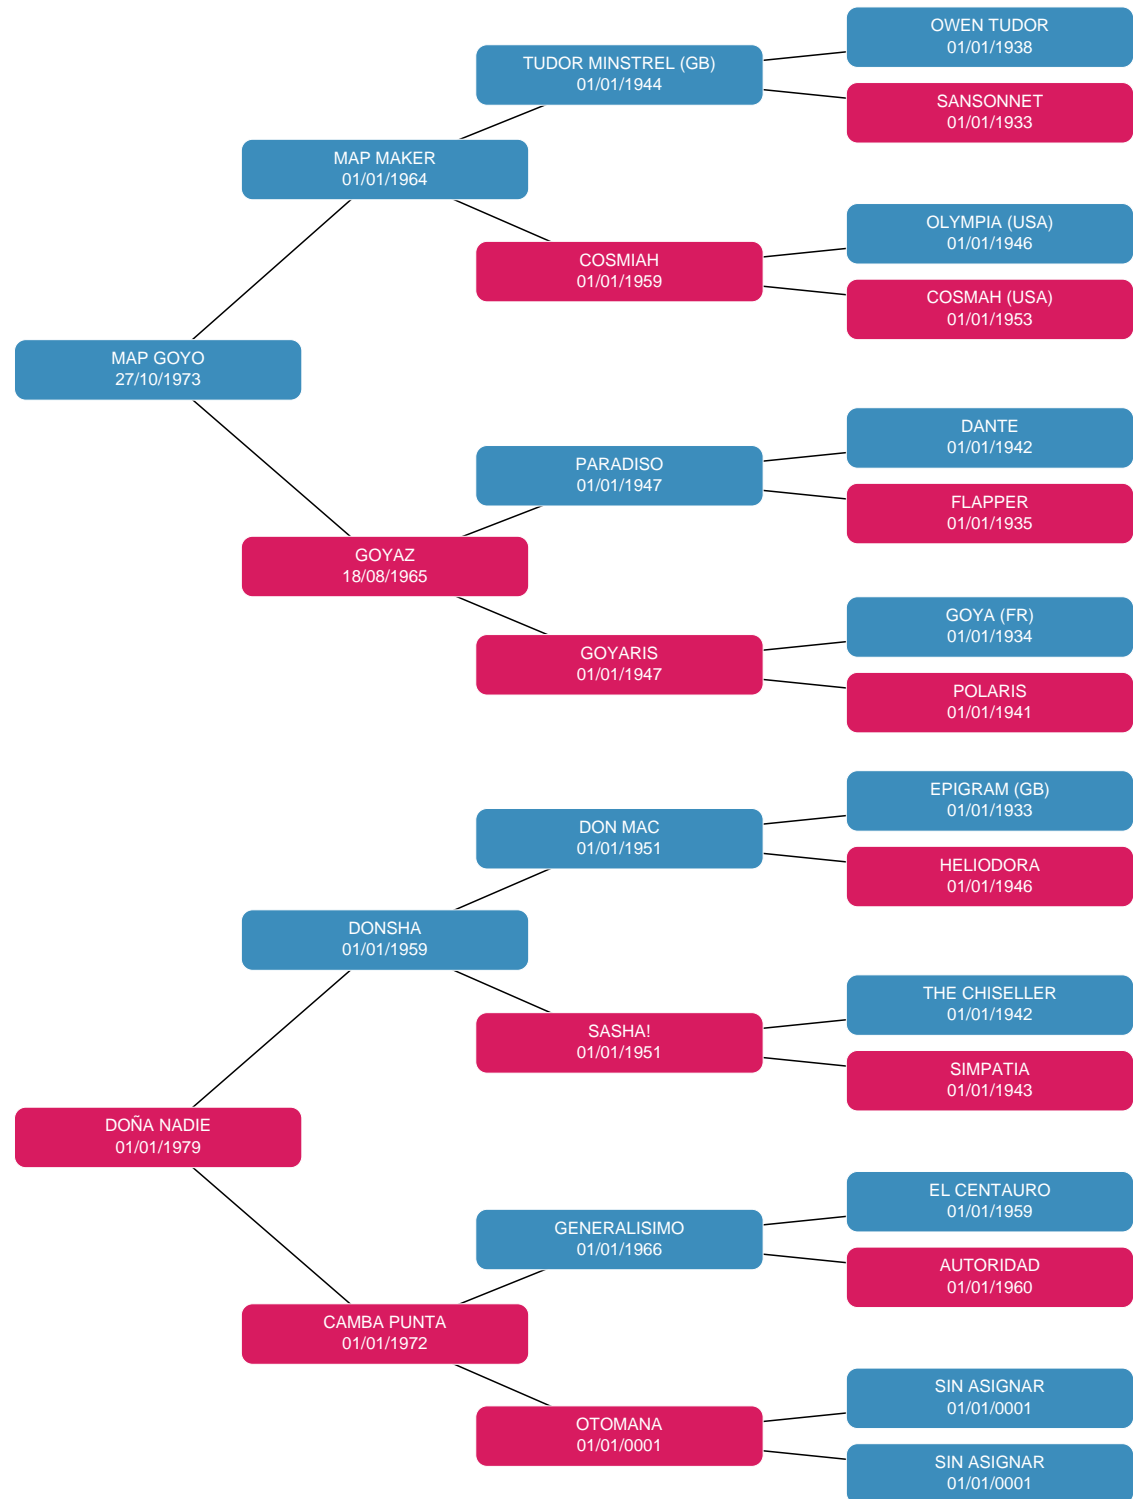 OWEN TUDOR
01/01/1938
TUDOR MINSTREL (GB)
01/01/1944
SANSONNET
01/01/1933
MAP MAKER
01/01/1964
OLYMPIA (USA)
01/01/1946
COSMIAH
01/01/1959
COSMAH (USA)
01/01/1953
MAP GOYO
27/10/1973
DANTE
01/01/1942
PARADISO
01/01/1947
FLAPPER
01/01/1935
GOYAZ
18/08/1965
GOYA (FR)
01/01/1934
GOYARIS
01/01/1947
POLARIS
01/01/1941
EPIGRAM (GB)
01/01/1933
DON MAC
01/01/1951
HELIODORA
01/01/1946
DONSHA
01/01/1959
THE CHISELLER
01/01/1942
SASHA!
01/01/1951
SIMPATIA
01/01/1943
DOÑA NADIE
01/01/1979
EL CENTAURO
01/01/1959
GENERALISIMO
01/01/1966
AUTORIDAD
01/01/1960
CAMBA PUNTA
01/01/1972
SIN ASIGNAR
01/01/0001
OTOMANA
01/01/0001
SIN ASIGNAR
01/01/0001